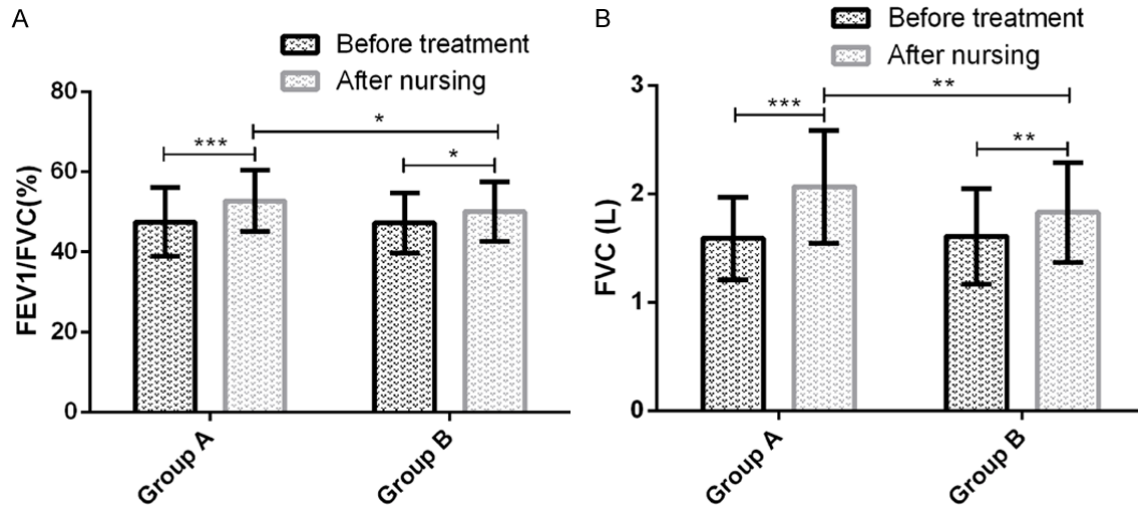 A
Before treatment
After nursing
FEV1/FVC(%)
80
60
40
20
0
***
*
*
Group A
Group B
B
Before treatment
After nursing
FVC (L)
3
2
1
0
***
**
**
Group A
Group B